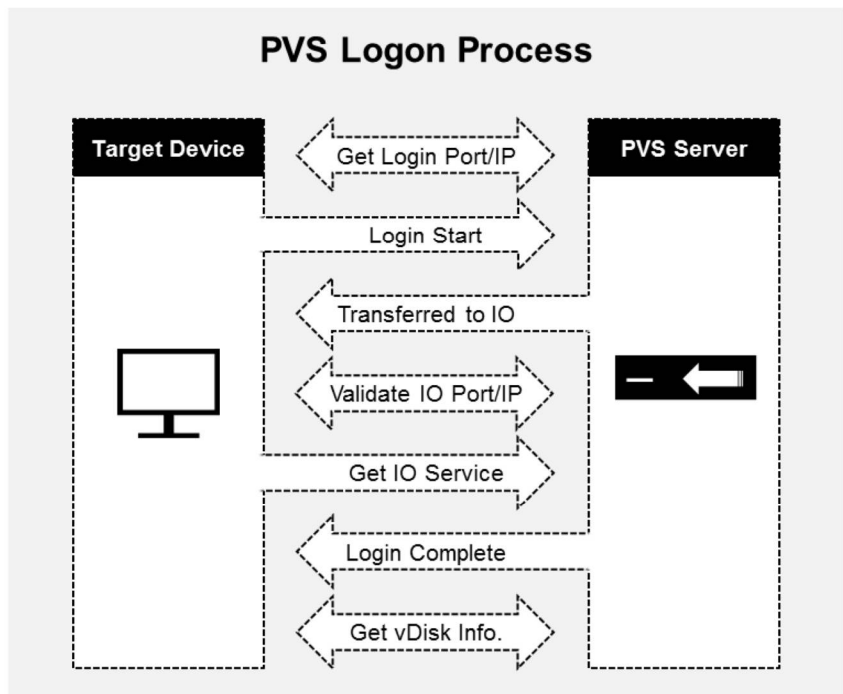 PVS Logon Process
Target Device
PVS Server
Get Login Port/IP
Login Start
Transferred to IO
Validate IO Port/IP
Get IO Service
Login Complete
Get vDisk Info.